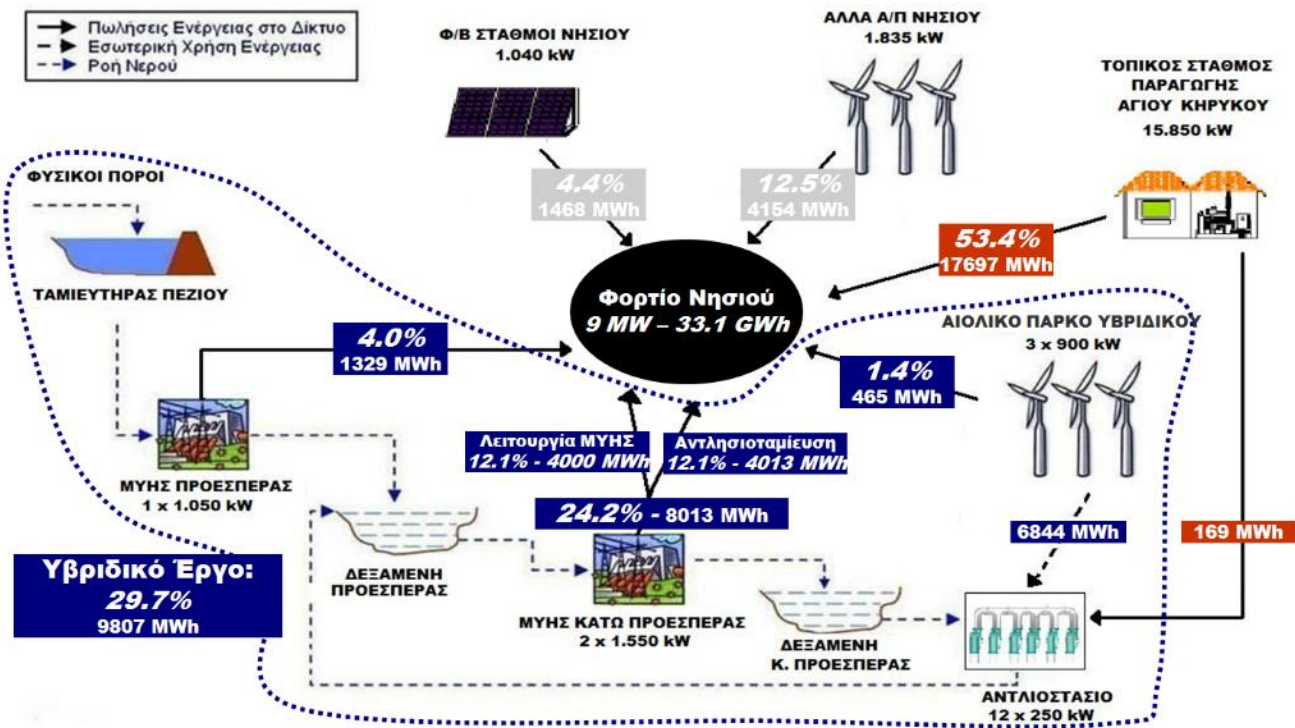 Πωλήσεις Ενέργειας στο Δίκτυο
Εσωτερική Χρήση Ενέργειας
Ροή Νερού
Φ/Β ΣΤΑΘΜΟΙ ΝΗΣΙΟΥ
1.040 kW
ΑΛΛΑ Α/Π ΝΗΣΙΟΥ
1.835 kW
ΤΟΠΙΚΟΣ ΣΤΑΘΜΟΣ
ΠΑΡΑΓΩΓΗΣ
ΑΓΙΟΥ ΚΗΡΥΚΟΥ
15.850 kW
ΦΥΣΙΚΟΙ ΠΟΡΟΙ
4.4%
1468 MWh
12.5%
4154 MWh
53.4%
17697 MWh
ΤΑΜΙΕΥΤΗΡΑΣ ΠΕΖΙΟΥ
Φορτίο Νησιού
9 MW – 33.1 GWh
4.0%
1329 MWh
ΑΙΟΛΙΚΟ ΠΑΡΚΟ ΥΒΡΙΔΙΚΟΥ
3 x 900 kW
1.4%
465 MWh
Λειτουργία ΜΥΗΣ
12.1% - 4000 MWh
Αντλησιοταμίευση
12.1% - 4013 MWh
ΜΥΗΣ ΠΡΟΕΣΠΕΡΑΣ
1 x 1.050 kW
24.2% - 8013 MWh
6844 MWh
169 MWh
Υβριδικό Έργο:
29.7%
9807 MWh
ΔΕΞΑΜΕΝΗ
ΠΡΟΕΣΠΕΡΑΣ
ΜΥΗΣ ΚΑΤΩ ΠΡΟΕΣΠΕΡΑΣ
2 x 1.550 kW
ΔΕΞΑΜΕΝΗ
Κ. ΠΡΟΕΣΠΕΡΑΣ
ΑΝΤΛΙΟΣΤΑΣΙΟ
12 x 250 kW